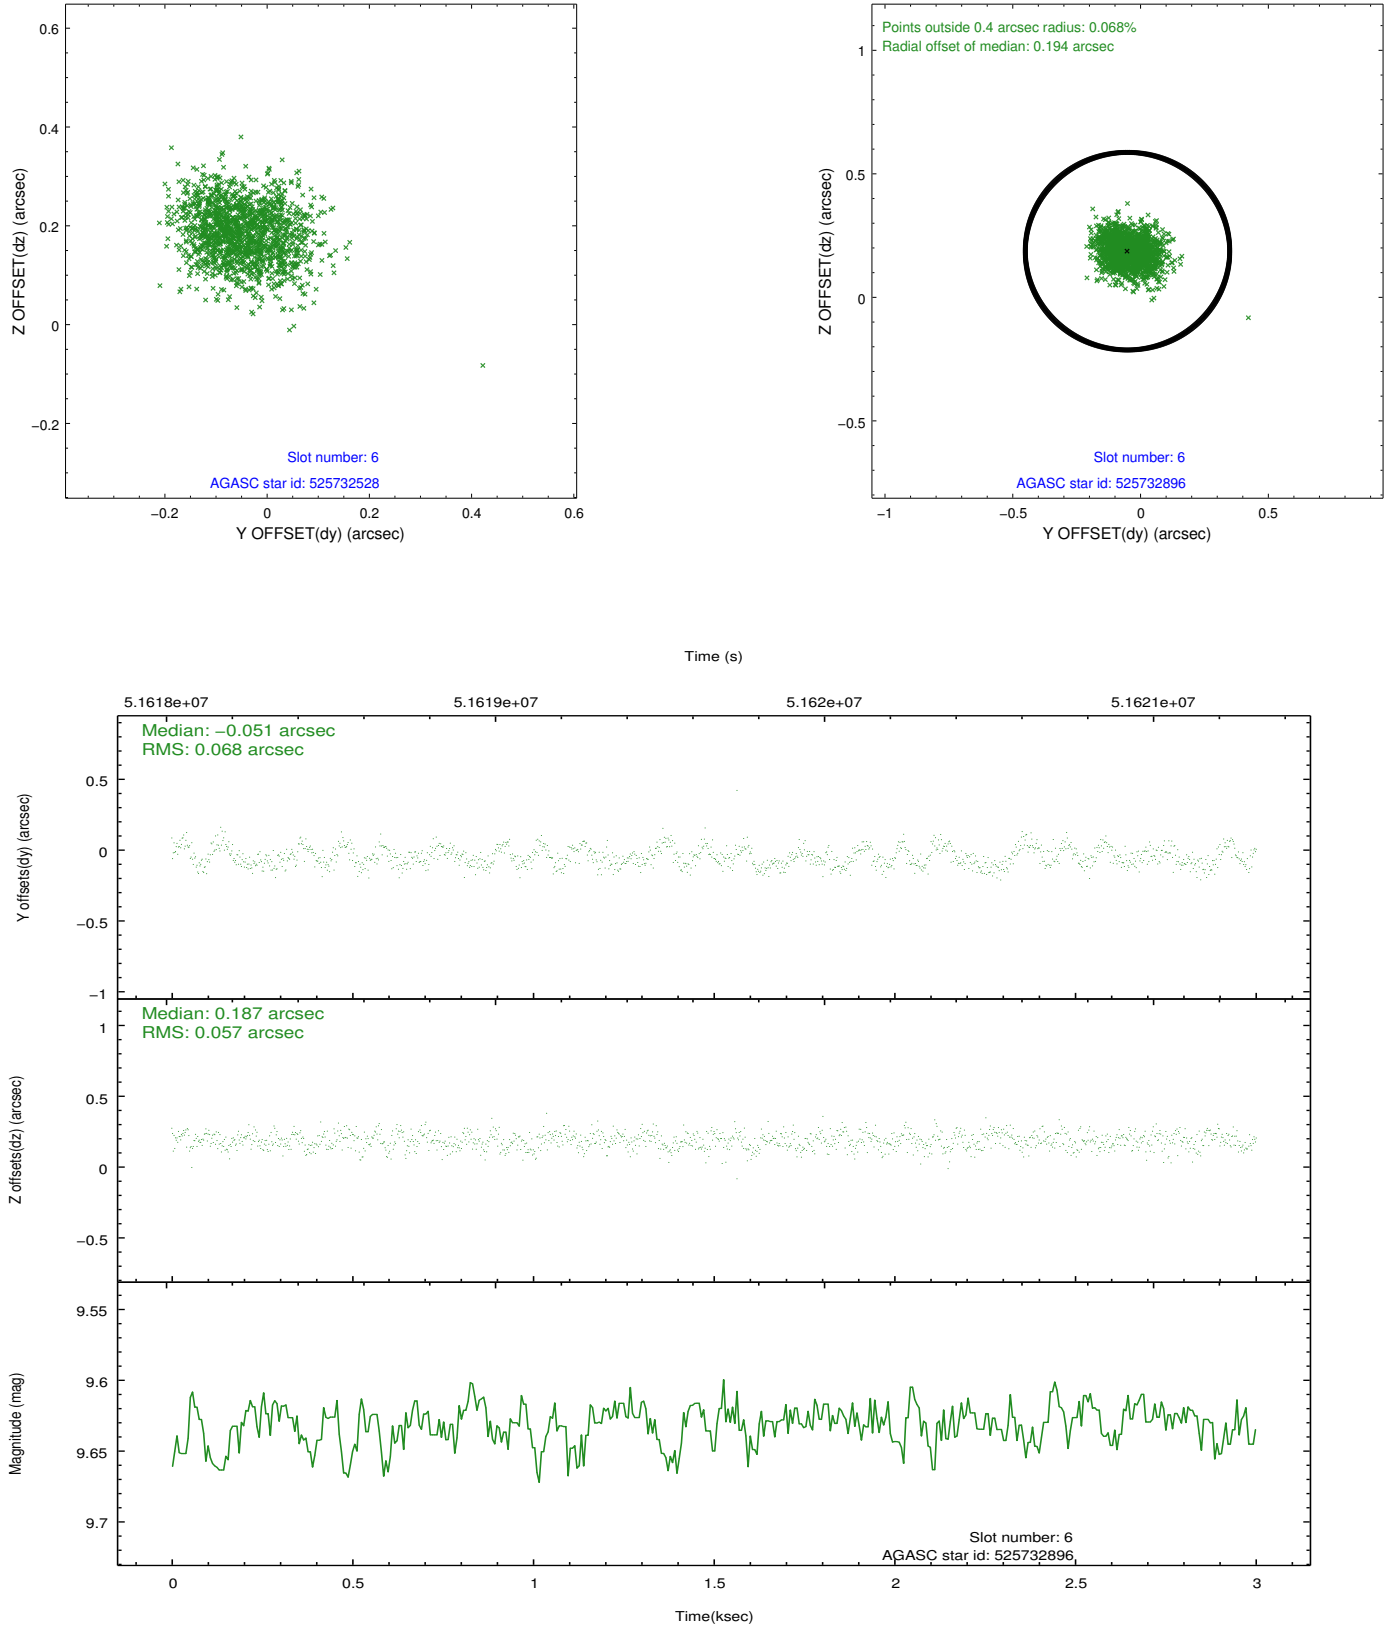 0.6
0.4
0.2
0
−0.2
Z OFFSET(dz) (arcsec)
Slot number: 6
AGASC star id: 525732528
−0.2 0 0.2 0.4 0.6
Y OFFSET(dy) (arcsec)
Points outside 0.4 arcsec radius: 0.068%
Radial offset of median: 0.194 arcsec
1
0.5
0
−0.5
Z OFFSET(dz) (arcsec)
Slot number: 6
AGASC star id: 525732896
−1 −0.5 0 0.5
Y OFFSET(dy) (arcsec)
Time (s)
5.1618e+07 5.1619e+07 5.162e+07 5.1621e+07
Median: −0.051 arcsec
RMS: 0.068 arcsec
0.5
0
−0.5
−1
Y offsets(dy) (arcsec)
Median: 0.187 arcsec
RMS: 0.057 arcsec
1
0.5
0
−0.5
Z offsets(dz) (arcsec)
9.55
9.6
9.65
9.7
Magnitude (mag)
Slot number: 6
AGASC star id: 525732896
0 0.5 1 1.5 2 2.5 3
Time(ksec)